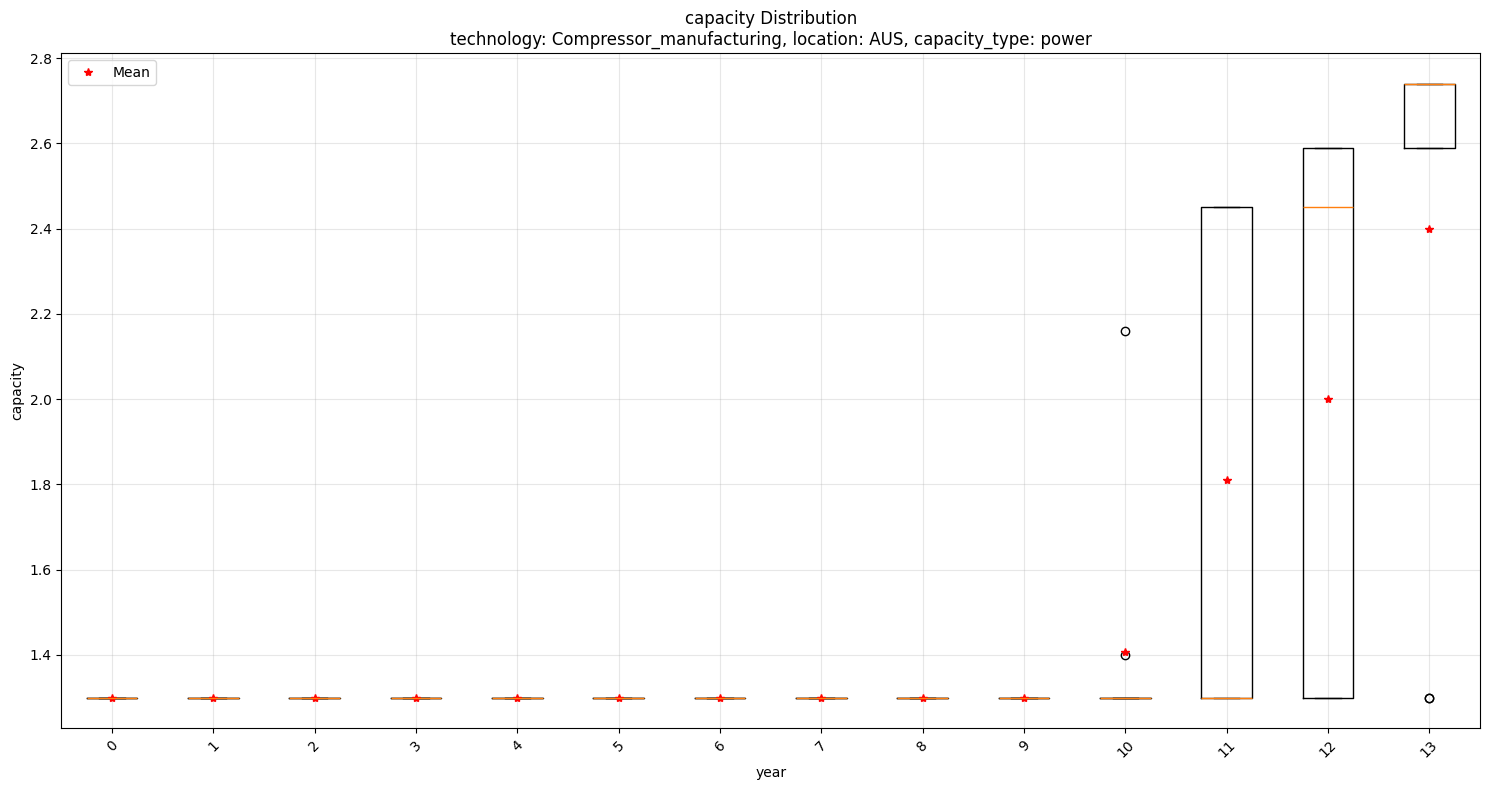 capacity Distribution
technology: Compressor_manufacturing, location: AUS, capacity_type: power
Mean
capacity
2.8
2.6
2.4
2.2
2.0
1.8
1.6
1.4
0 1 2 3 4 5 6 7 8 9 10 11 12 13
year